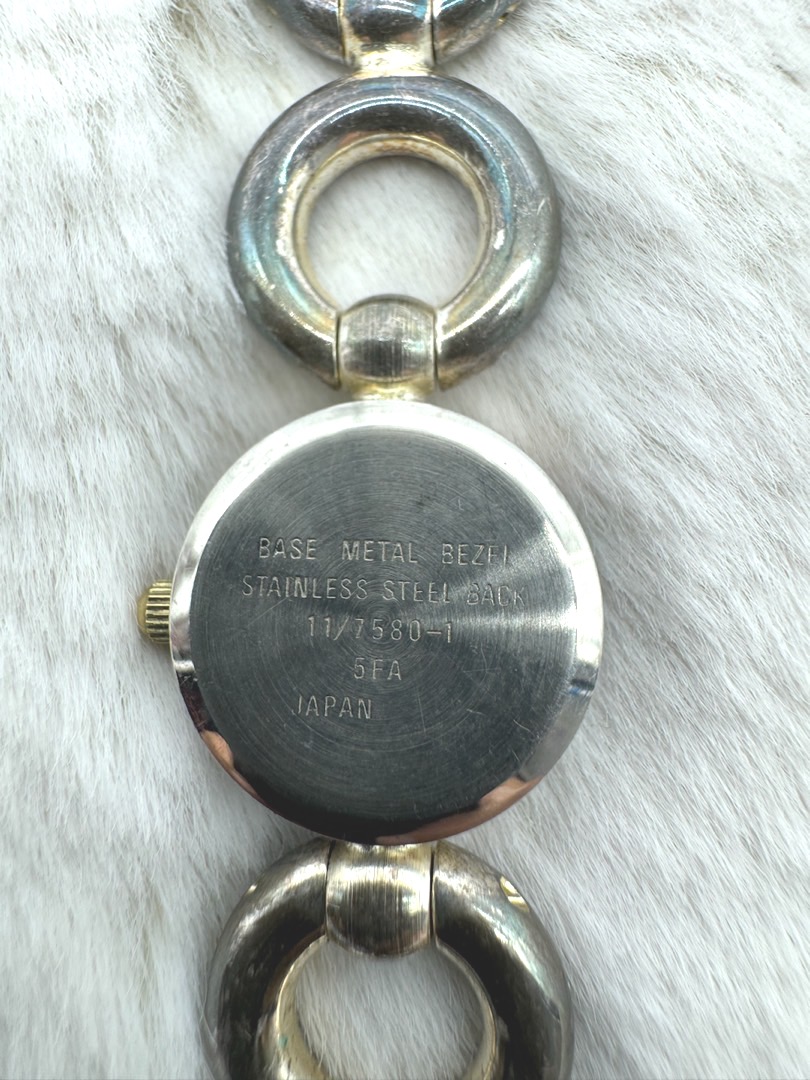 BASE METAL BEZEL
STAINLESS STEEL BACK
11/7580-1
5FA
JAPAN